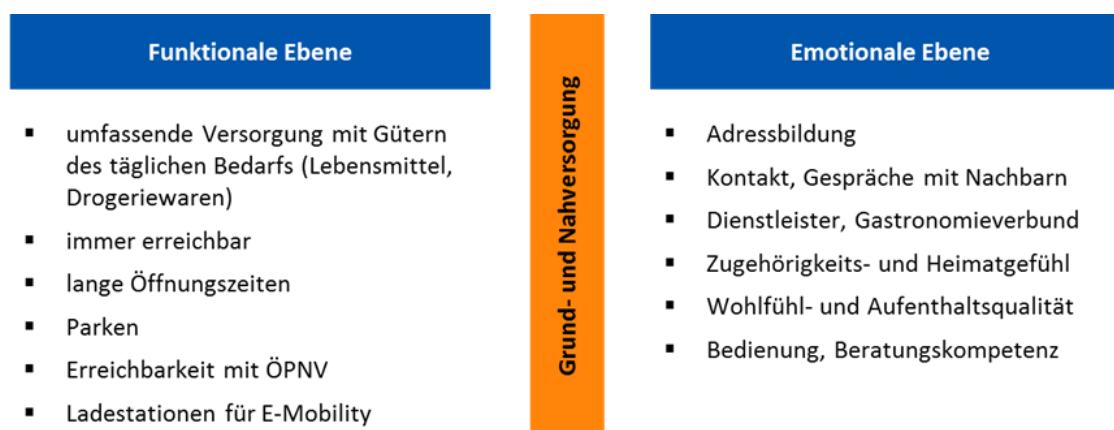 Funktionale Ebene
umfassende Versorgung mit Gütern
des täglichen Bedarfs (Lebensmittel,
Drogeriewaren)
immer erreichbar
lange Öffnungszeiten
Parken
Erreichbarkeit mit ÖPNV
Ladestationen für E-Mobility
Grund- und Nahversorgung
Emotionale Ebene
Adressbildung
Kontakt, Gespräche mit Nachbarn
Dienstleister, Gastronomieverbund
Zugehörigkeits- und Heimatgefühl
Wohlfühl- und Aufenthaltsqualität
Bedienung, Beratungskompetenz